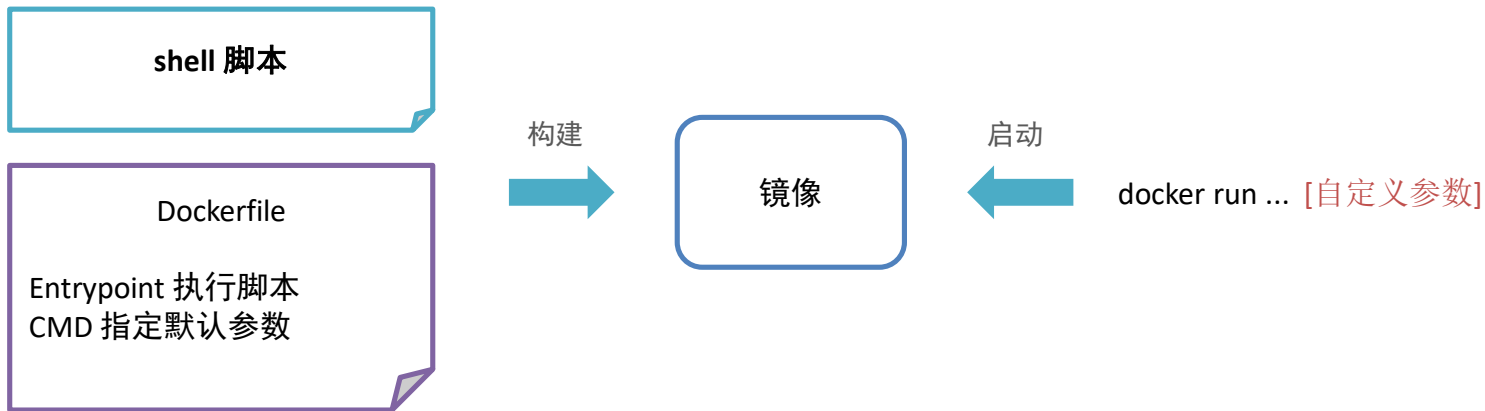 shell 脚本
Dockerfile
Entrypoint 执行脚本
CMD 指定默认参数
构建
镜像
启动
docker run ... [自定义参数]